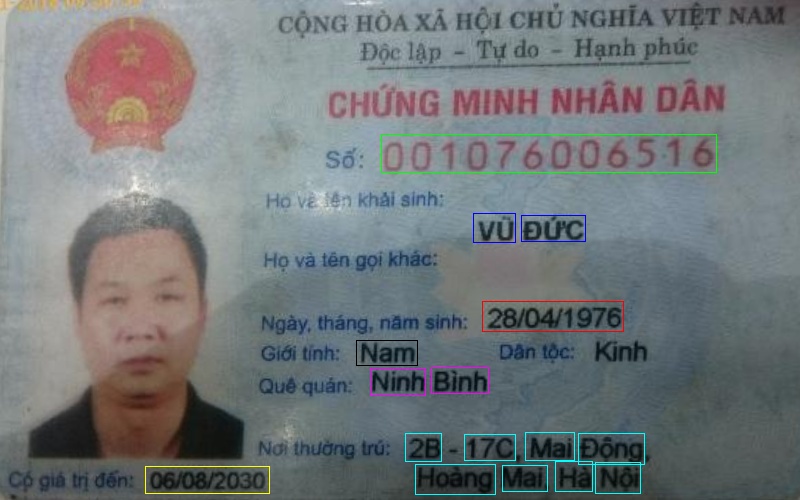 CỘNG HÒA XÃ HỘI CHỦ NGHĨA VIỆT NAM
Độc lập - Tự do - Hạnh phúc
CHỨNG MINH NHÂN DÂN
Số: 001076006516
Họ và tên khai sinh:
VŨ ĐỨC
Họ và tên gọi khác:
Ngày, tháng, năm sinh: 28/04/1976
Giới tính: Nam Dân tộc: Kinh
Quê quán: Ninh Bình
Nơi thường trú: 2B - 17C, Mai Động,
Hoàng Mai, Hà Nội
Có giá trị đến: 06/08/2030